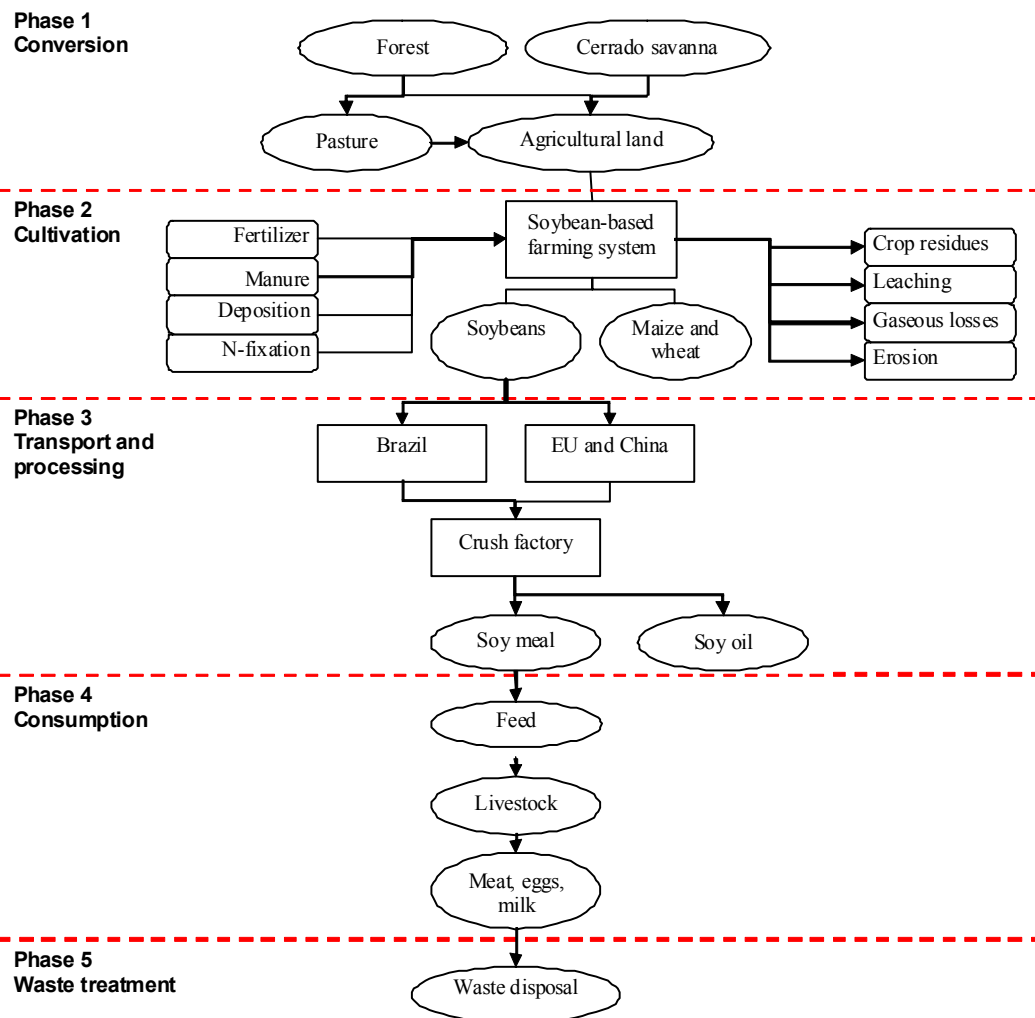 Phase 1
Conversion
Forest
Cerrado savanna
Pasture
Agricultural land
Phase 2
Cultivation
Fertilizer
Manure
Deposition
N-fixation
Soybean-based
farming system
Crop residues
Leaching
Gaseous losses
Erosion
Soybeans
Maize and
wheat
Phase 3
Transport and
processing
Brazil
EU and China
Crush factory
Soy meal
Soy oil
Phase 4
Consumption
Feed
Livestock
Meat, eggs,
milk
Phase 5
Waste treatment
Waste disposal